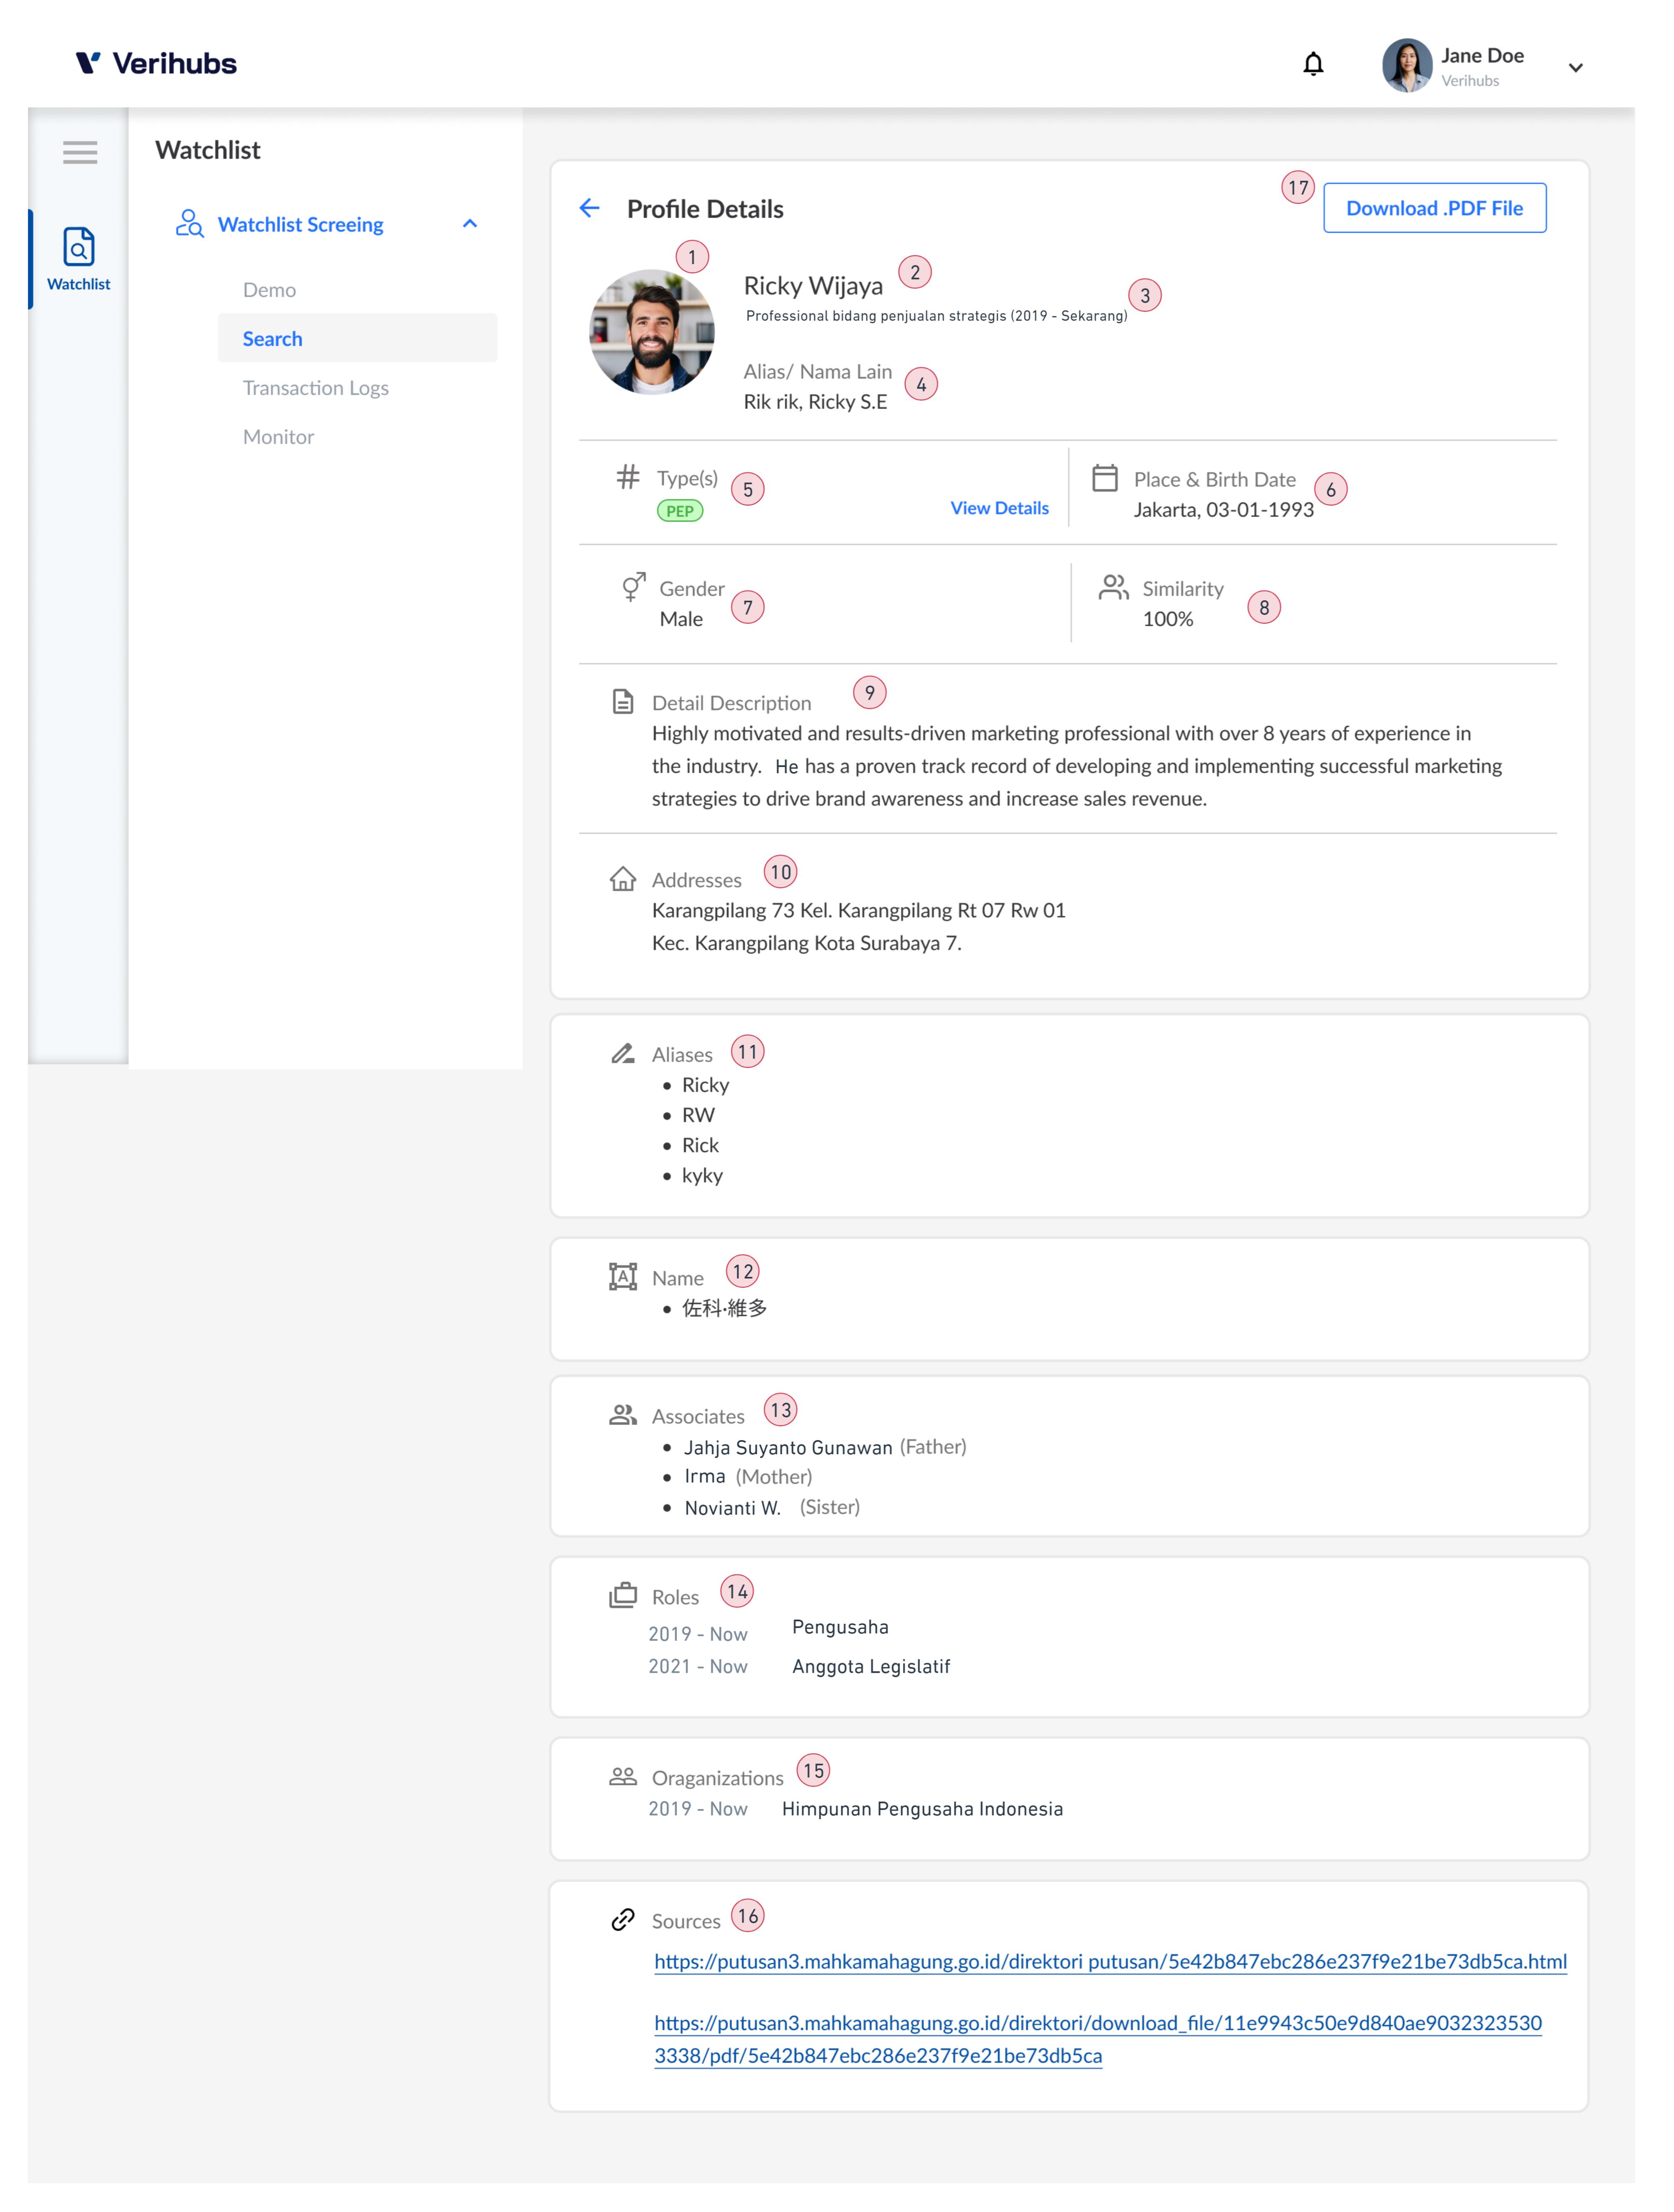 Verihubs
Jane Doe
Verihubs
Watchlist
Watchlist
Watchlist Screeing
Demo
Search
Transaction Logs
Monitor
Profile Details
17
Download .PDF File
1
Ricky Wijaya
2
Professional bidang penjualan strategis (2019 - Sekarang)
3
Alias/ Nama Lain
4
Rik rik, Ricky S.E
Type(s)
5
PEP
View Details
Place & Birth Date
6
Jakarta, 03-01-1993
Gender
7
Male
Similarity
8
100%
Detail Description
9
Highly motivated and results-driven marketing professional with over 8 years of experience in
the industry. He has a proven track record of developing and implementing successful marketing
strategies to drive brand awareness and increase sales revenue.
Addresses
10
Karangpilang 73 Kel. Karangpilang Rt 07 Rw 01
Kec. Karangpilang Kota Surabaya 7.
Aliases
11
• Ricky
• RW
• Rick
• kyky
A
Name
12
• 佐科·維多
Associates
13
• Jahja Suyanto Gunawan (Father)
• Irma (Mother)
• Novianti W. (Sister)
Roles
14
2019 - Now Pengusaha
2021 - Now Anggota Legislatif
Oraganizations
15
2019 - Now Himpunan Pengusaha Indonesia
Sources
16
https://putusan3.mahkamahagung.go.id/direktori putusan/5e42b847ebc286e237f9e21be73db5ca.html
https://putusan3.mahkamahagung.go.id/direktori/download_file/11e9943c50e9d840ae9032323530
3338/pdf/5e42b847ebc286e237f9e21be73db5ca